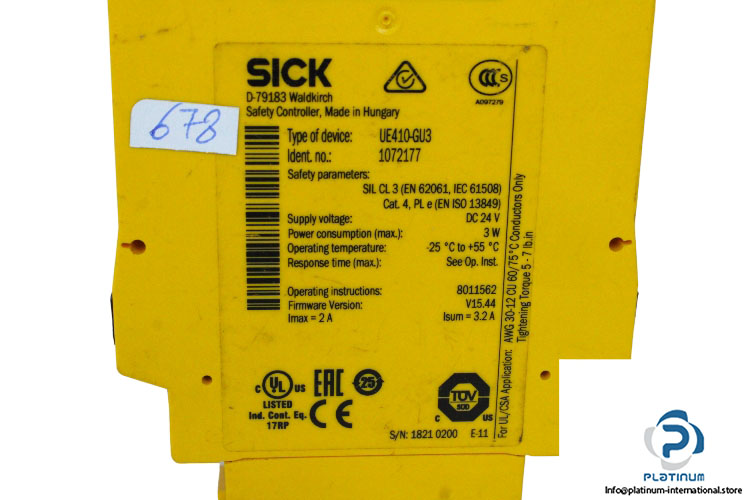 SICK
D-79183 Waldkirch
Safety Controller, Made in Hungary
CCC S
A097279
678
Type of device: UE410-GU3
Ident. no.: 1072177
Safety parameters:
SIL CL 3 (EN 62061, IEC 61508)
Cat. 4, PL e (EN ISO 13849)
Supply voltage: DC 24 V
Power consumption (max.): 3 W
Operating temperature: -25 °C to +55 °C
Response time (max.): See Op. Inst.
Operating instructions: 8011562
Firmware Version: V15.44
Imax = 2 A Isum = 3.2 A
For UL/CSA Application: AWG 30-12 CU 60/75°C Conductors Only
Tightening Torque 5 - 7 lb.in
C UL US
LISTED
Ind. Cont. Eq.
17RP
EAC
25
CE
TÜV
SÜD
C US
S/N: 1821 0200 E-11
PLATINUM
Info@platinum-international.store